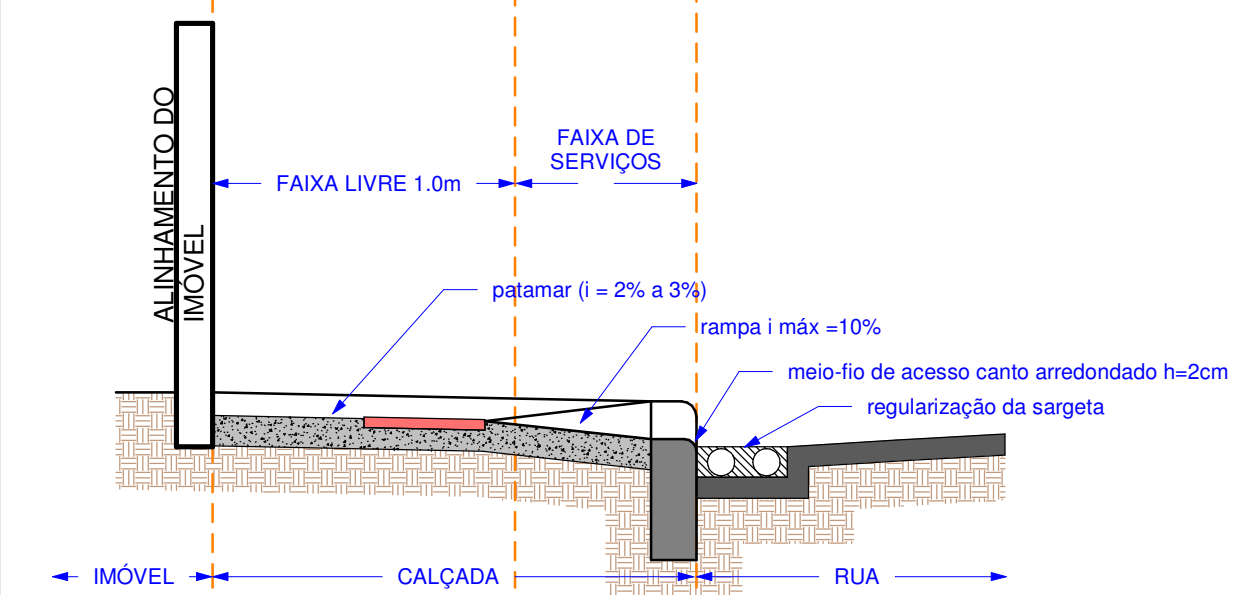 ALINHAMENTO DO
IMÓVEL
FAIXA LIVRE 1.0m
FAIXA DE
SERVIÇOS
patamar (i = 2% a 3%)
rampa i máx =10%
meio-fio de acesso canto arredondado h=2cm
regularização da sargeta
IMÓVEL
CALÇADA
RUA